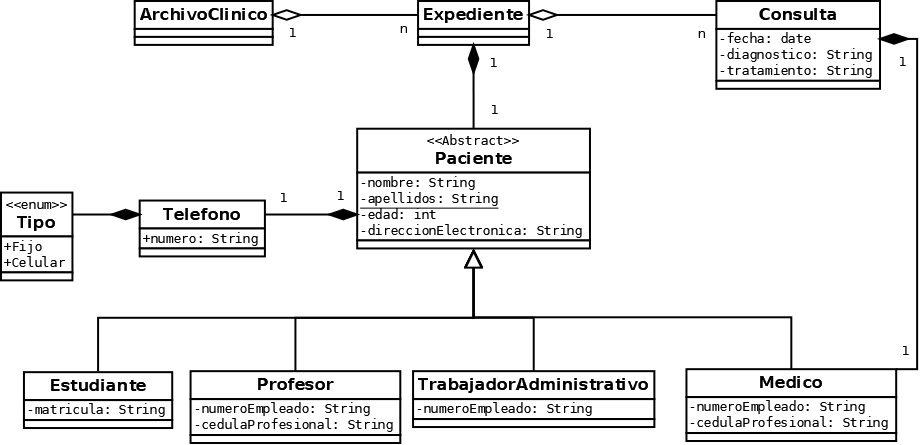 ArchivoClinico
1
n
Expediente
1
n
Consulta
-fecha: date
-diagnostico: String
-tratamiento: String
1
1
1
<<Abstract>>
Paciente
-nombre: String
-apellidos: String
-edad: int
-direccionElectronica: String
1
1
Telefono
+numero: String
<<enum>>
Tipo
+Fijo
+Celular
1
Estudiante
-matricula: String
Profesor
-numeroEmpleado: String
-cedulaProfesional: String
TrabajadorAdministrativo
-numeroEmpleado: String
Medico
-numeroEmpleado: String
-cedulaProfesional: String